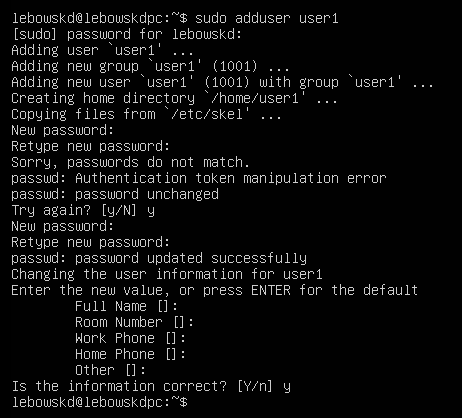 lebowskd@lebowskdpc:~$ sudo adduser user1
[sudo] password for lebowskd:
Adding user `user1' ...
Adding new group `user1' (1001) ...
Adding new user `user1' (1001) with group `user1' ...
Creating home directory `/home/user1' ...
Copying files from `/etc/skel' ...
New password:
Retype new password:
Sorry, passwords do not match.
passwd: Authentication token manipulation error
passwd: password unchanged
Try again? [y/N] y
New password:
Retype new password:
passwd: password updated successfully
Changing the user information for user1
Enter the new value, or press ENTER for the default
        Full Name []:
        Room Number []:
        Work Phone []:
        Home Phone []:
        Other []:
Is the information correct? [Y/n] y
lebowskd@lebowskdpc:~$